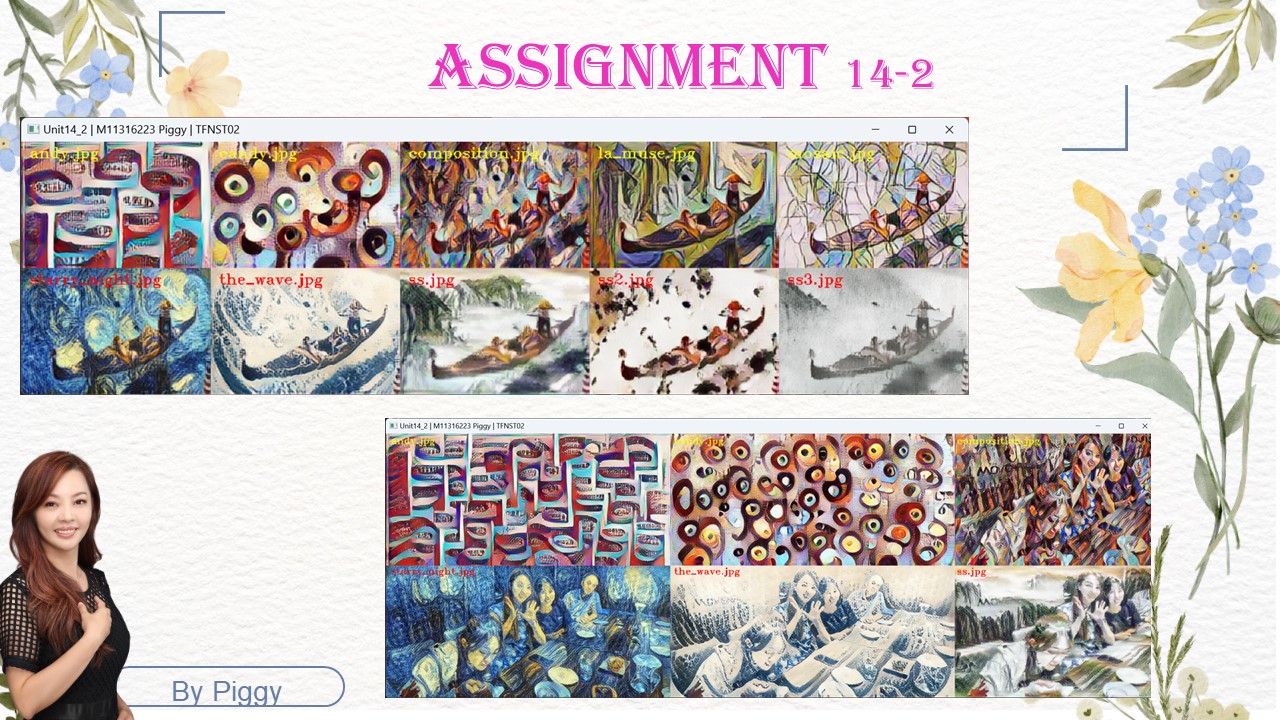 ASSIGNMENT 14-2
Unit14_2 | M11316223 Piggy | TFNST02
andy.jpg candy.jpg composition.jpg la_muse.jpg mosaic.jpg
starry_night.jpg the_wave.jpg ss.jpg ss2.jpg ss3.jpg
Unit14_2 | M11316223 Piggy | TFNST02
andy.jpg candy.jpg composition.jpg
starry_night.jpg the_wave.jpg ss.jpg
By Piggy